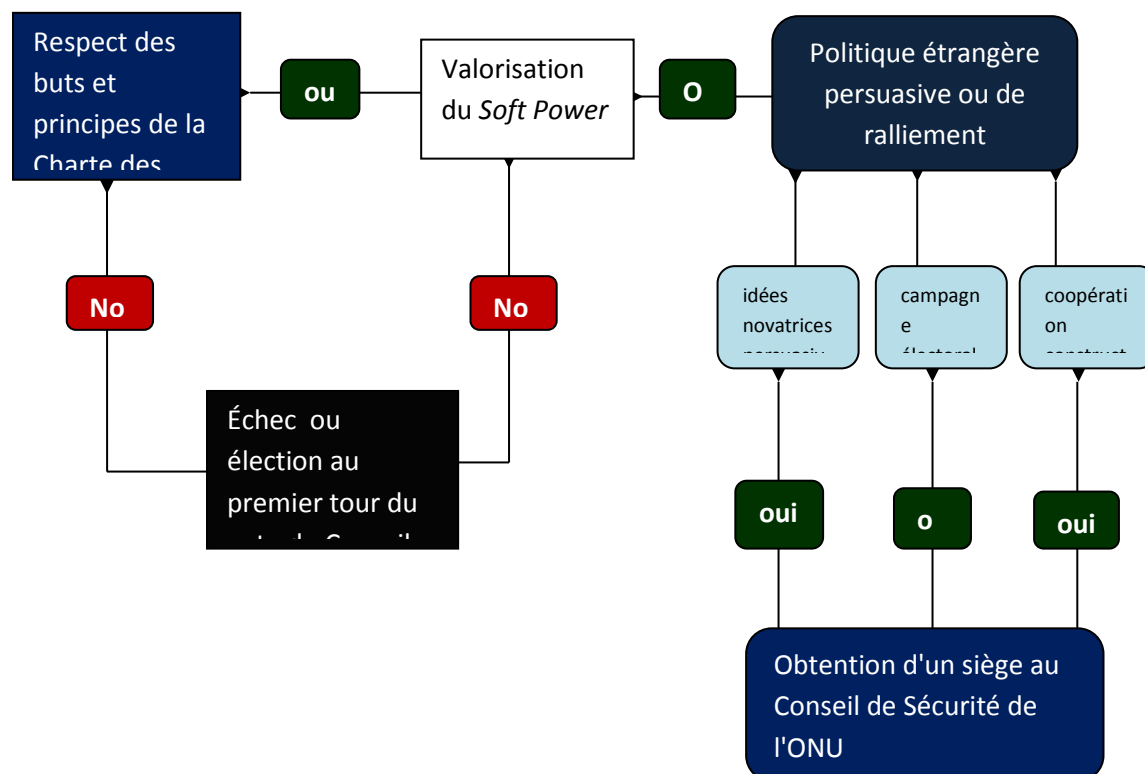 Respect des
buts et
principes de la
Charte des
ou
Valorisation
du Soft Power
O
Politique étrangère
persuasive ou de
ralliement
No
No
idées
novatrices
campagn
e
coopérati
on
Échec ou
élection au
premier tour du
oui
o
oui
Obtention d'un siège au
Conseil de Sécurité de
l'ONU